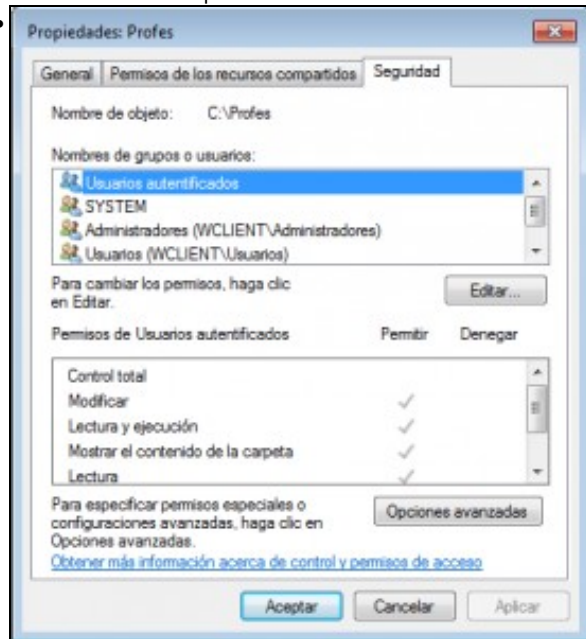 Propiedades: Profes
General Permisos de los recursos compartidos Seguridad
Nombre de objeto: C:\Profes
Nombres de grupos o usuarios:
Usuarios autentificados
SYSTEM
Administradores (WCLIENT\Administradores)
Usuarios (WCLIENT\Usuarios)
Para cambiar los permisos, haga clic
en Editar.
Editar...
Permisos de Usuarios autentificados Permitir Denegar
Control total
Modificar
Lectura y ejecución
Mostrar el contenido de la carpeta
Lectura
Para especificar permisos especiales o
configuraciones avanzadas, haga clic en
Opciones avanzadas.
Opciones avanzadas
Obtener más información acerca de control y permisos de acceso
Aceptar Cancelar Aplicar